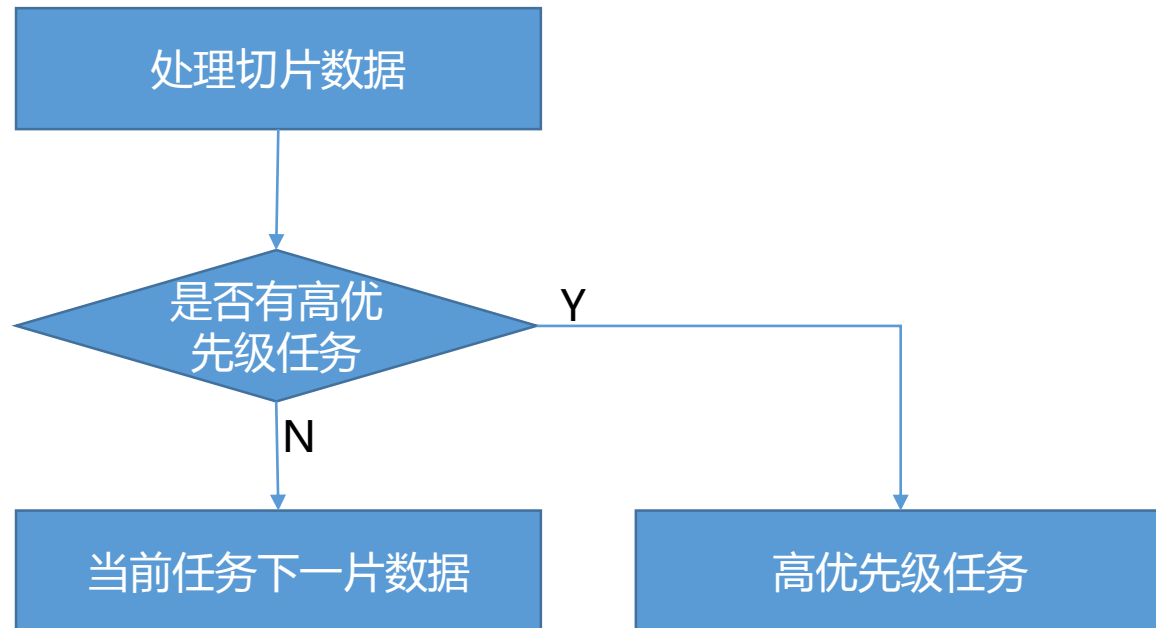 处理切片数据
是否有高优
先级任务
Y
N
当前任务下一片数据
高优先级任务